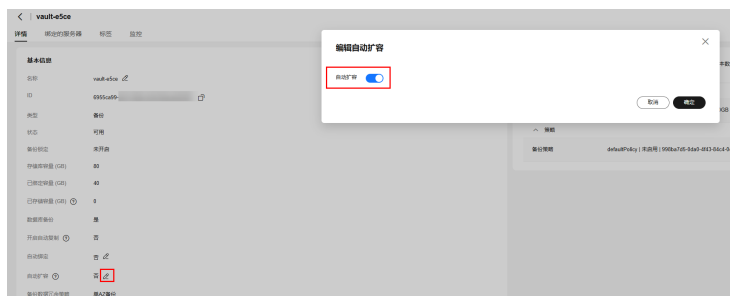 vault-e5ce
详情 绑定的服务器 标签 监控
基本信息
名称 vault-e5ce
ID 6955ca99-
类型 备份
状态 可用
备份锁定 未开启
存储库容量 (GB) 80
已绑定容量 (GB) 40
已存储容量 (GB) 0
数据库备份 是
开启自动复制 否
自动绑定 否
自动扩容 否
备份数据冗余策略 单AZ备份
编辑自动扩容
自动扩容
取消 确定
本数
0GB
策略
备份策略 defaultPolicy | 未启用 |